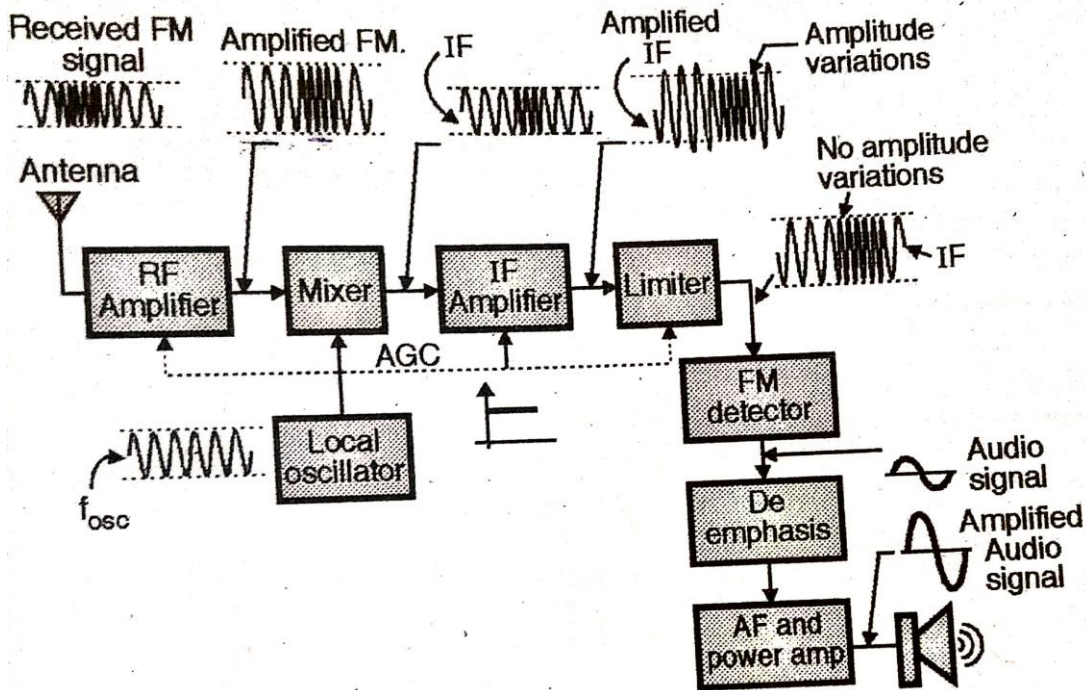 Received FM
signal
Amplified FM.
IF
Amplified
IF
Amplitude
variations
No amplitude
variations
IF
Antenna
RF
Amplifier
Mixer
IF
Amplifier
Limiter
AGC
FM
detector
Local
oscillator
fosc
Audio
signal
De
emphasis
Amplified
Audio
signal
AF and
power amp